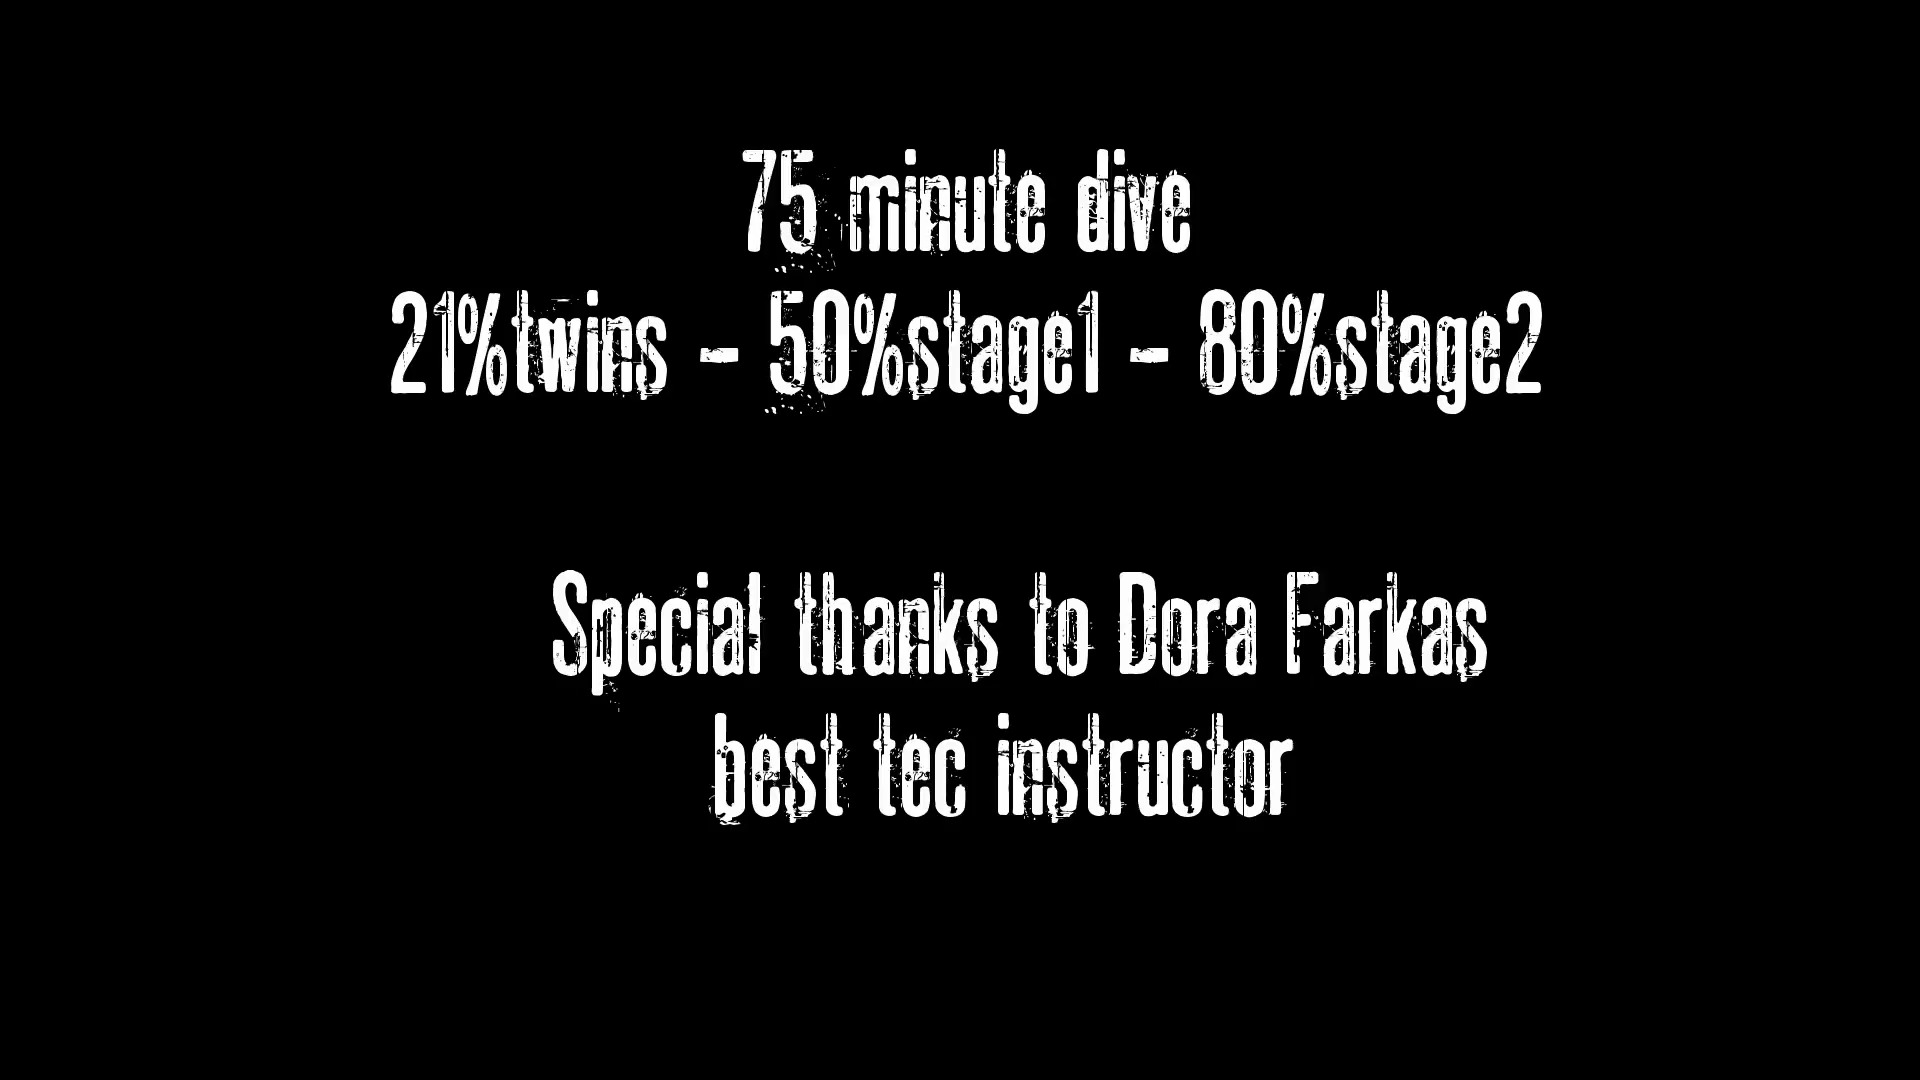 75 minute dive
21%twins - 50%stage1 - 80%stage2
Special thanks to Dora Farkas
best tec instructor